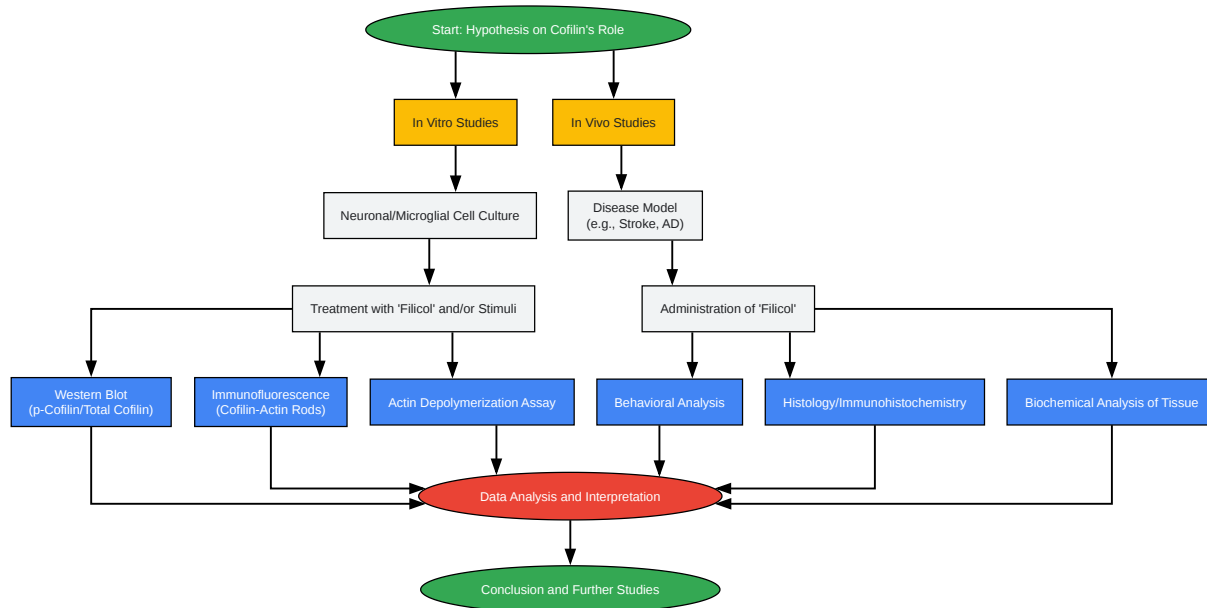 Start: Hypothesis on Cofilin's Role
In Vitro Studies
In Vivo Studies
Neuronal/Microglial Cell Culture
Disease Model
(e.g., Stroke, AD)
Treatment with 'Filicol' and/or Stimuli
Administration of 'Filicol'
Western Blot
(p-Cofilin/Total Cofilin)
Immunofluorescence
(Cofilin-Actin Rods)
Actin Depolymerization Assay
Behavioral Analysis
Histology/Immunohistochemistry
Biochemical Analysis of Tissue
Data Analysis and Interpretation
Conclusion and Further Studies